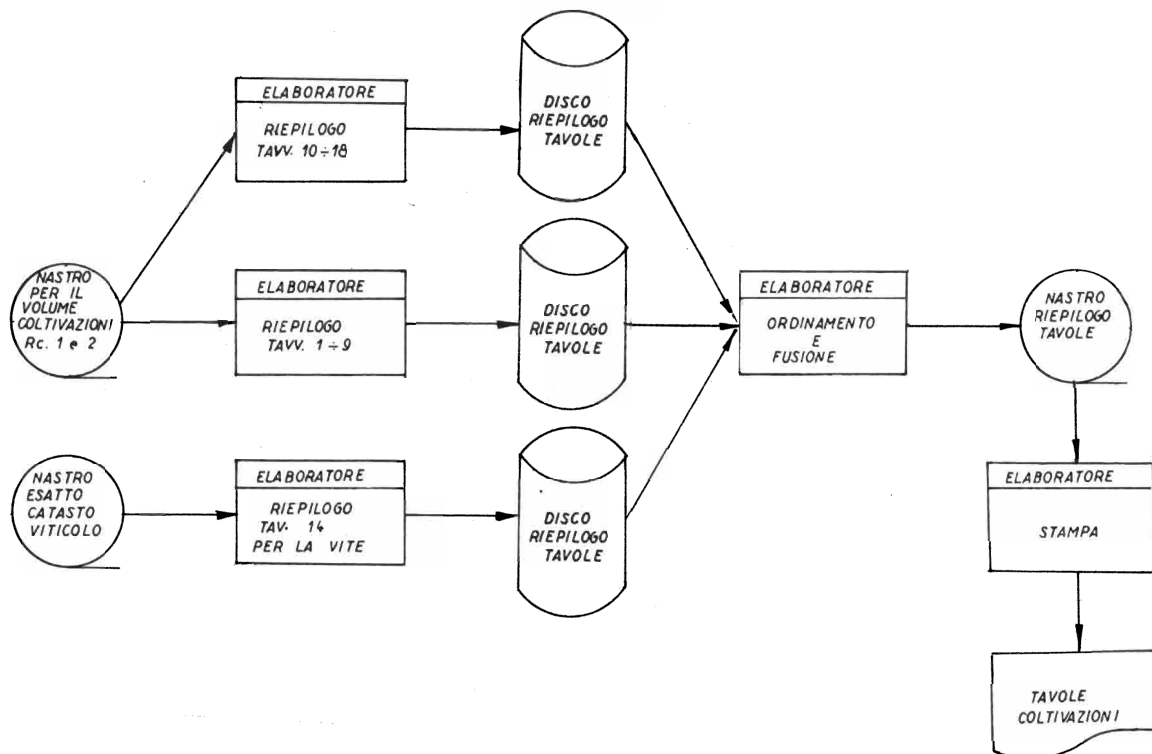 ELABORATORE
RIEPILOGO
TAVV. 10÷18
DISCO
RIEPILOGO
TAVOLE
NASTRO
PER IL
VOLUME
COLTIVAZIONI
Rc. 1 e 2
ELABORATORE
RIEPILOGO
TAVV. 1÷9
DISCO
RIEPILOGO
TAVOLE
ELABORATORE
ORDINAMENTO
E
FUSIONE
NASTRO
RIEPILOGO
TAVOLE
NASTRO
ESATTO
CATASTO
VITICOLO
ELABORATORE
RIEPILOGO
TAV. 14
PER LA VITE
DISCO
RIEPILOGO
TAVOLE
ELABORATORE
STAMPA
TAVOLE
COLTIVAZIONI